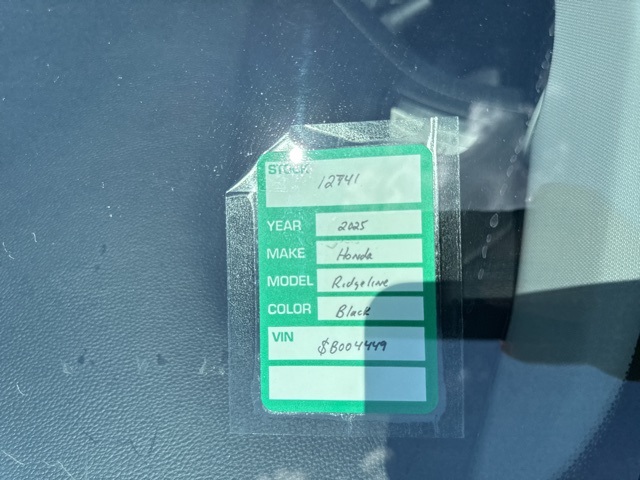 STOCK 12741
YEAR 2025
MAKE Honda
MODEL Ridgeline
COLOR Black
VIN
SB004449